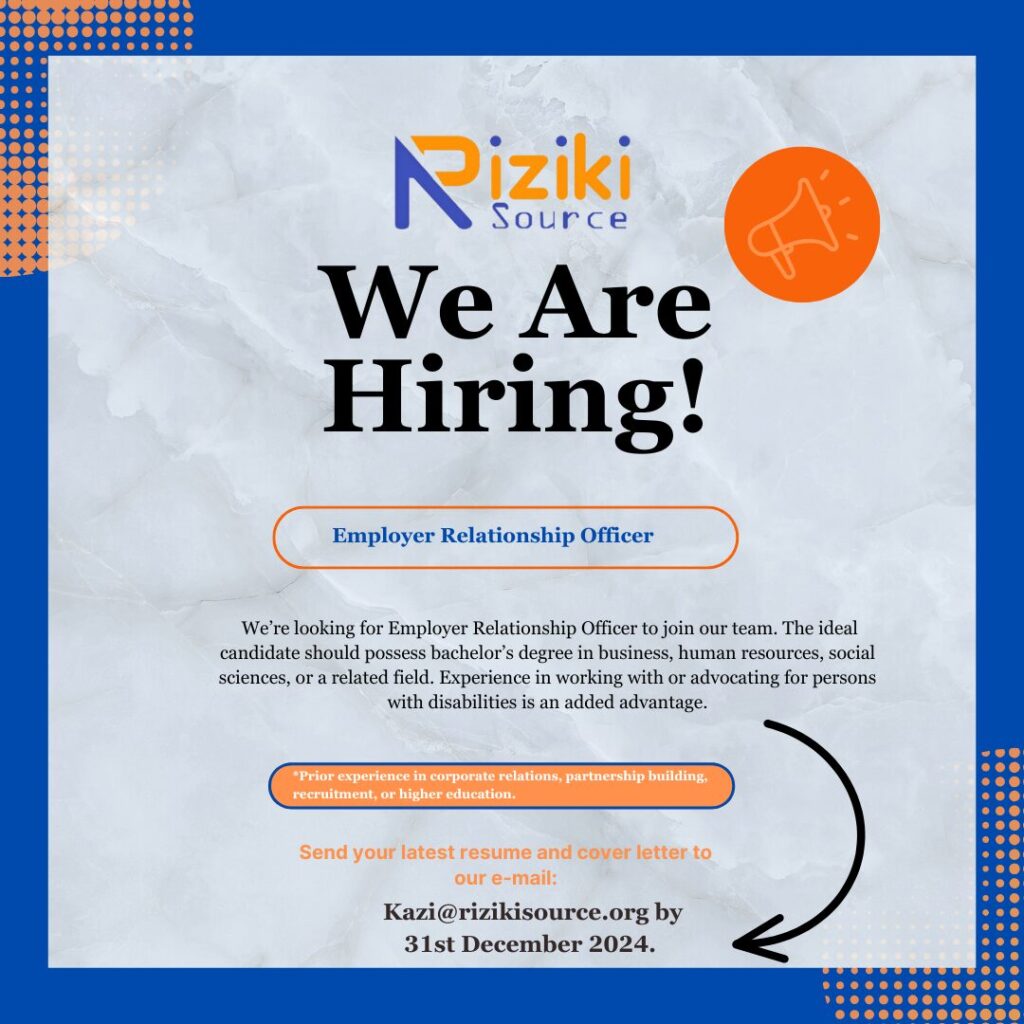 Riziki
Source
We Are
Hiring!
Employer Relationship Officer
We’re looking for Employer Relationship Officer to join our team. The ideal
candidate should possess bachelor’s degree in business, human resources, social
sciences, or a related field. Experience in working with or advocating for persons
with disabilities is an added advantage.
*Prior experience in corporate relations, partnership building,
recruitment, or higher education.
Send your latest resume and cover letter to
our e-mail:
Kazi@rizikisource.org by
31st December 2024.